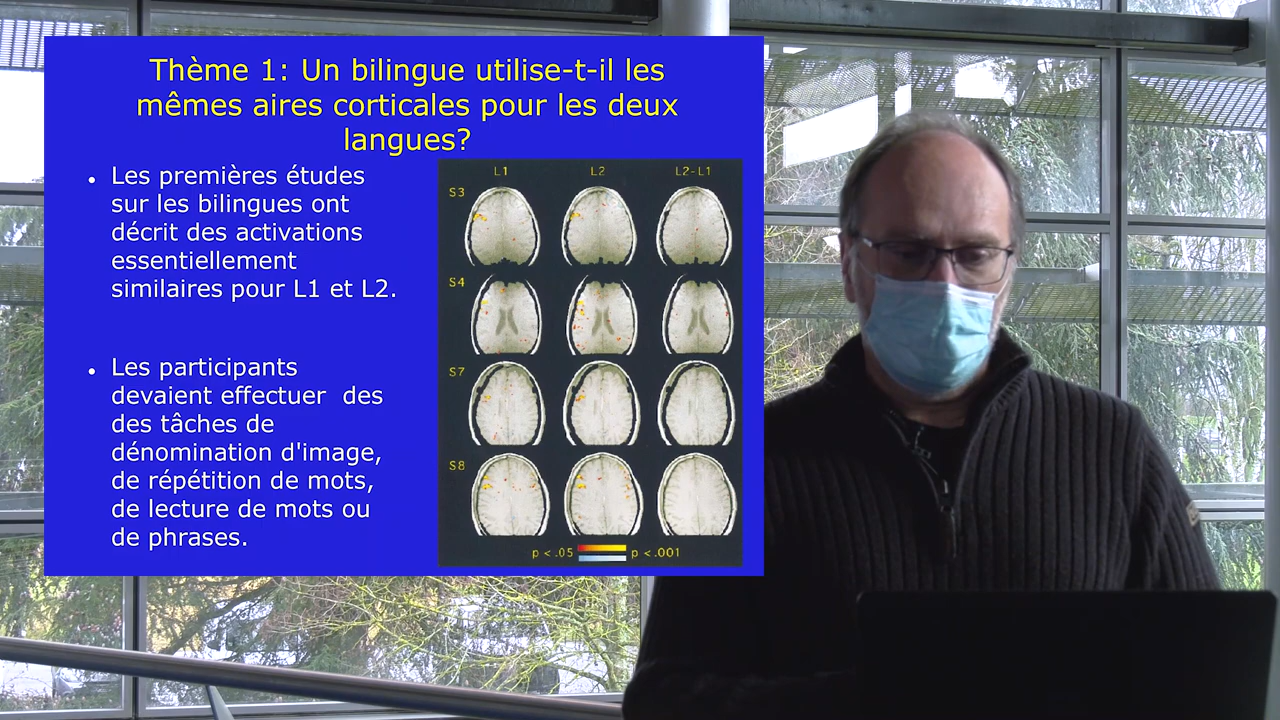 Thème 1: Un bilingue utilise-t-il les
mêmes aires corticales pour les deux
langues?
Les premières études
sur les bilingues ont
décrit des activations
essentiellement
similaires pour L1 et L2.
Les participants
devaient effectuer  des
des tâches de
dénomination d'image,
de répétition de mots,
de lecture de mots ou
de phrases.
L1 L2 L2-L1
S3
S4
S7
S8
p < .05 p < .001